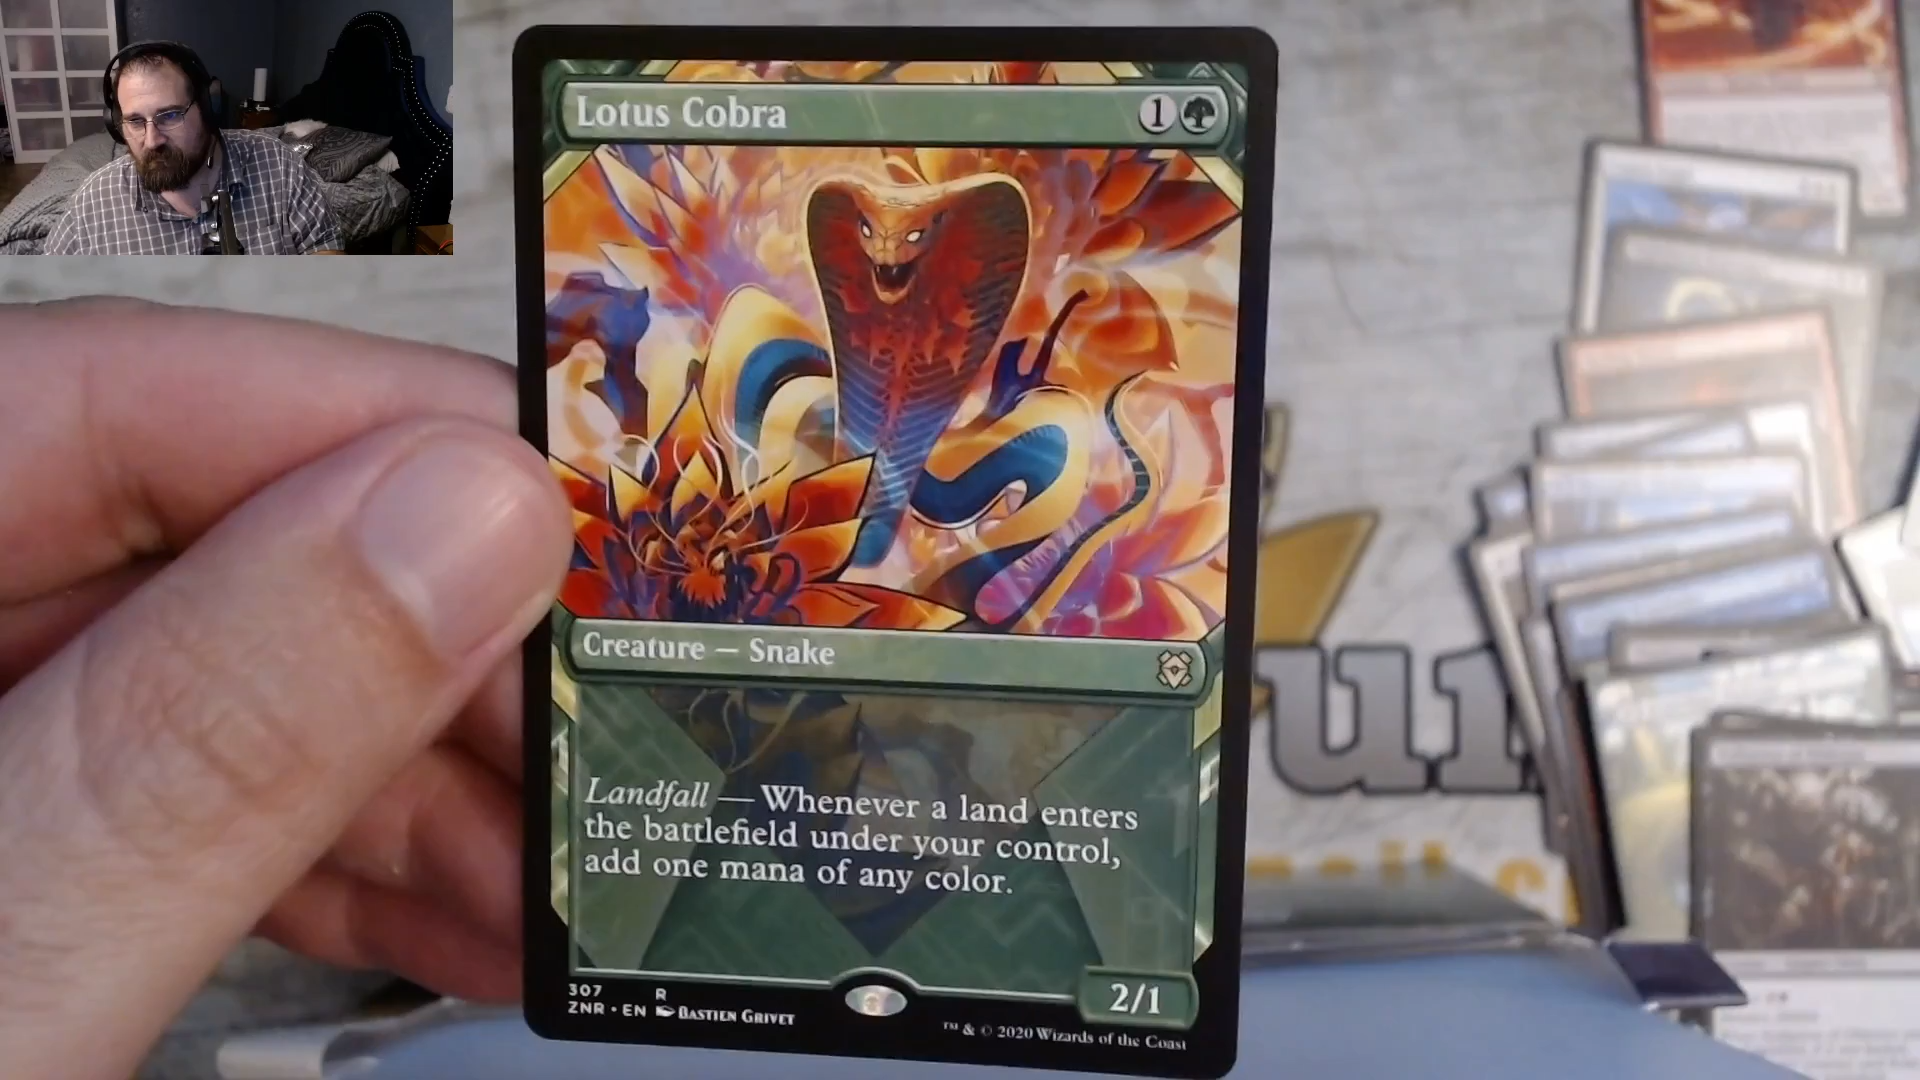 Lotus Cobra
1
Creature — Snake
Landfall — Whenever a land enters
the battlefield under your control,
add one mana of any color.
307 R
ZNR • EN BASTIEN GRIVET
2/1
™ & © 2020 Wizards of the Coast